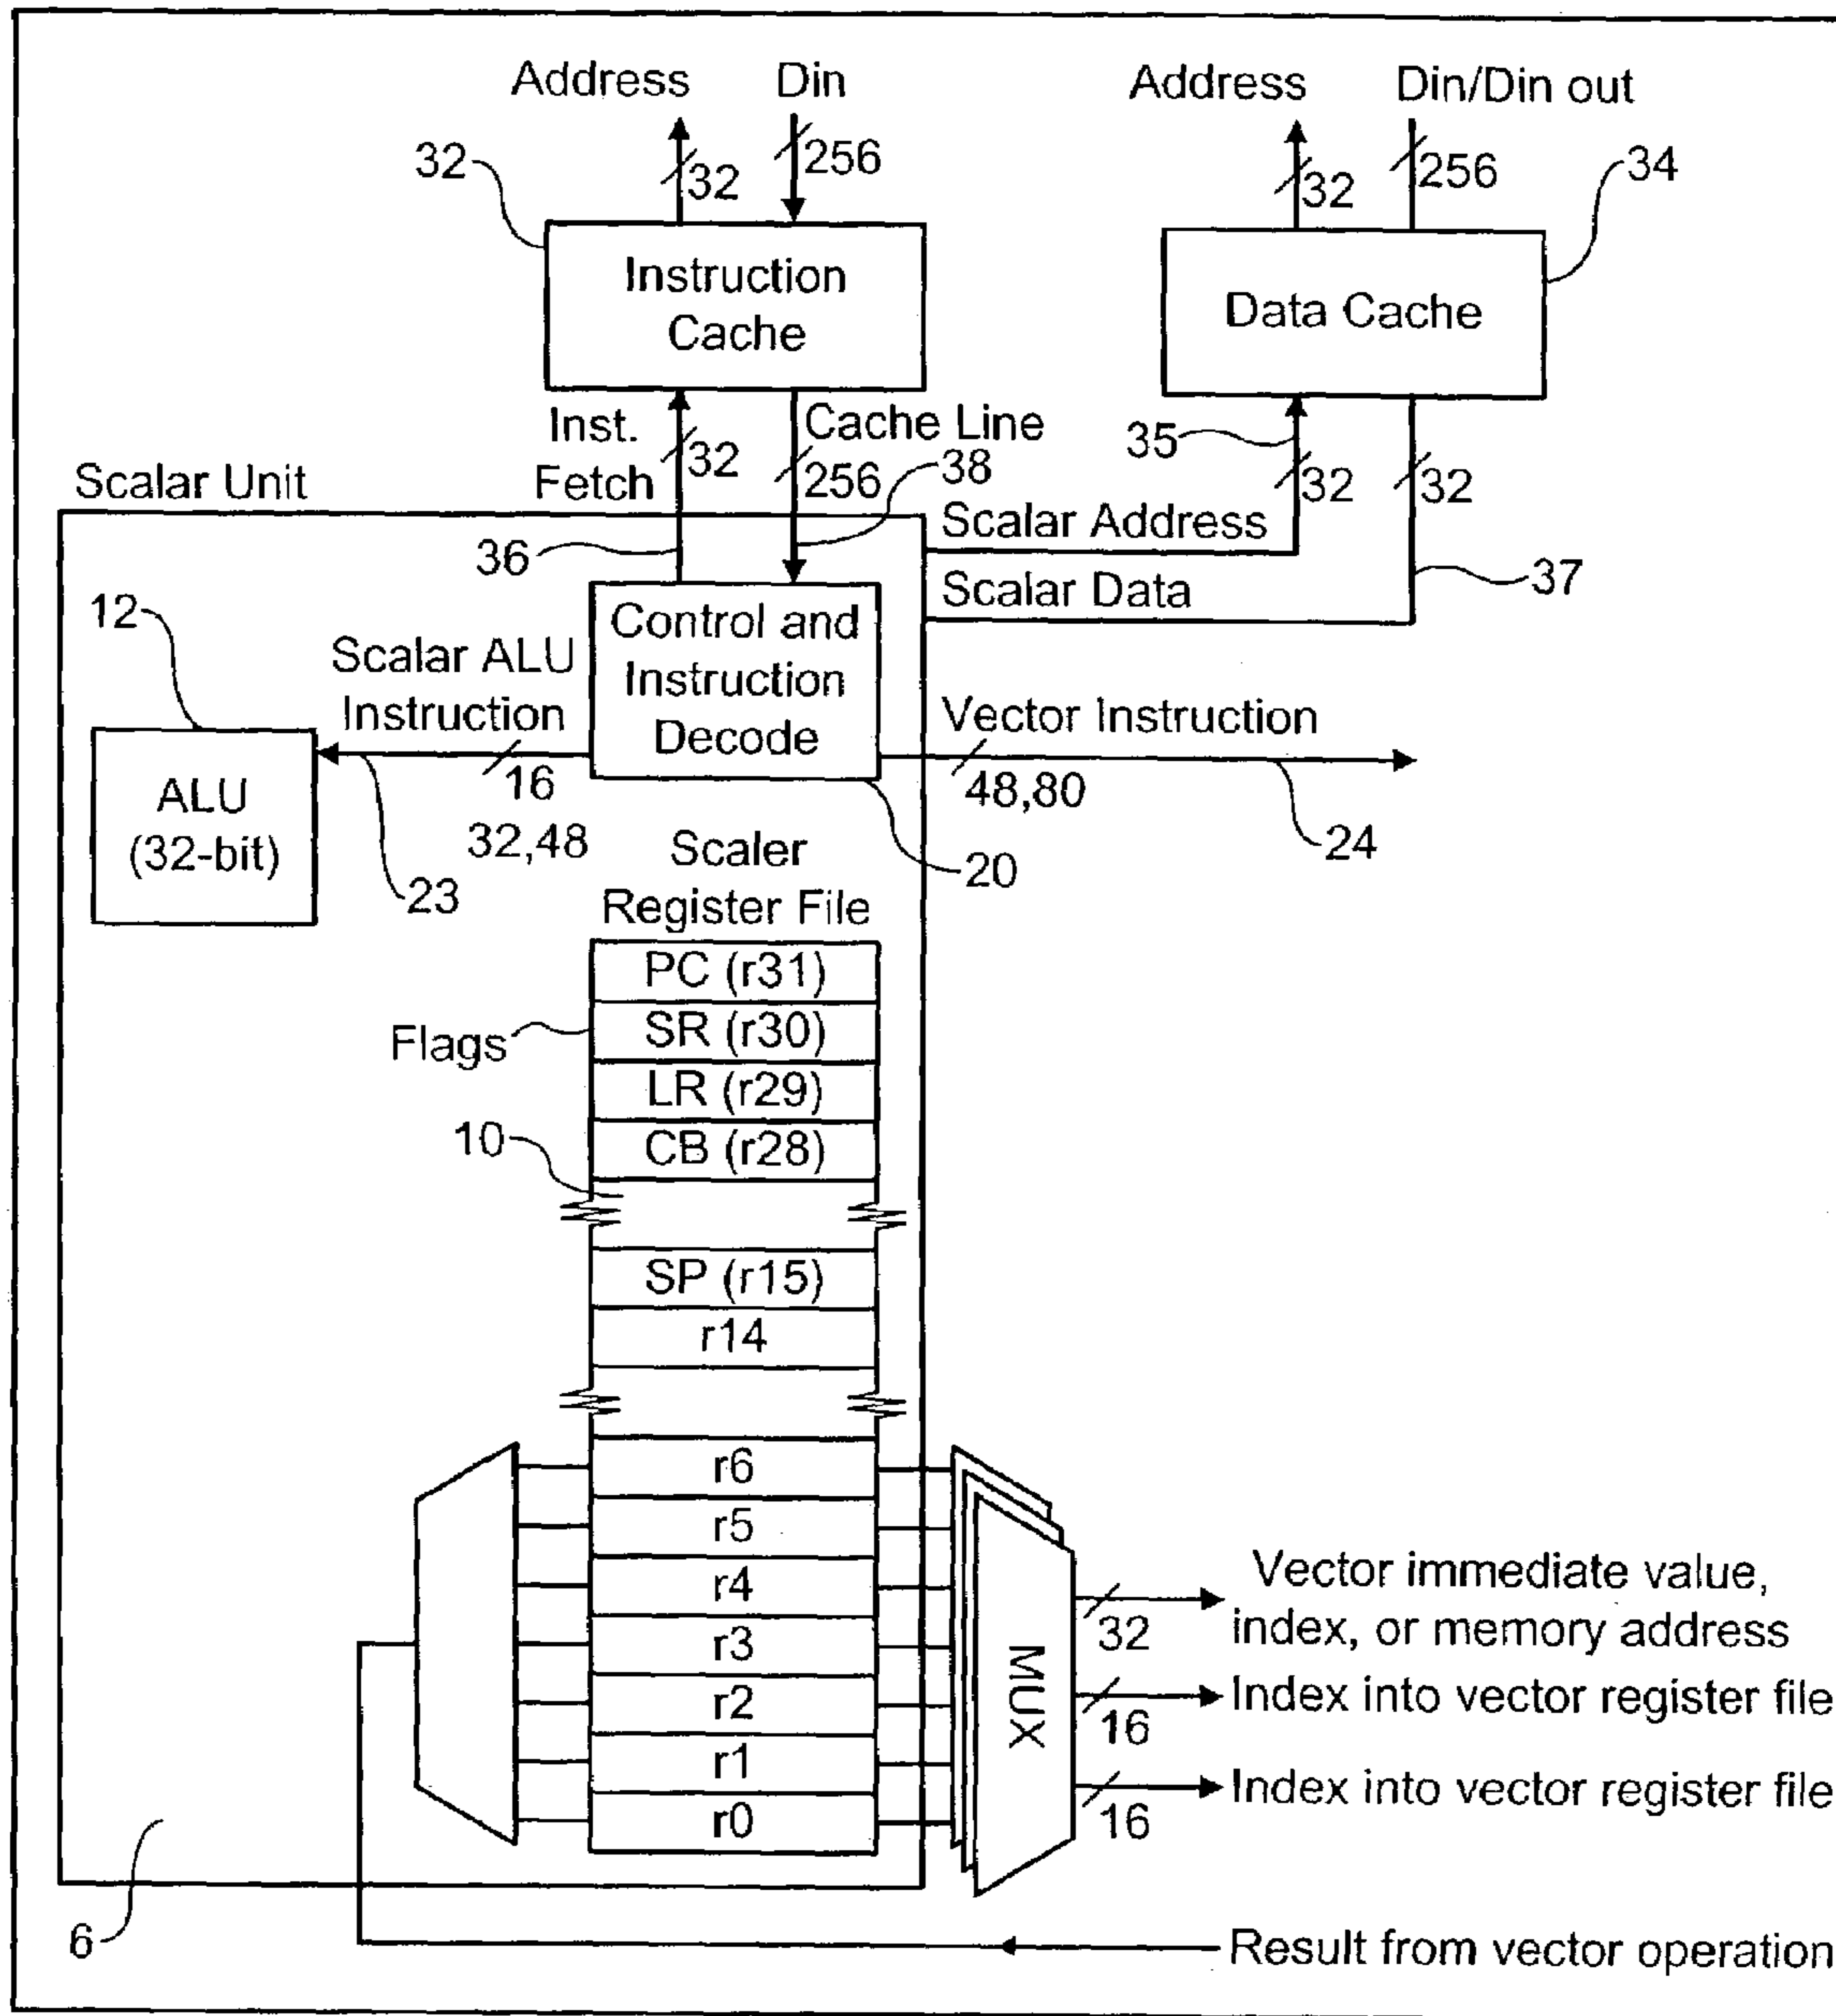 Address Din
Address Din/Din out
32 32 256
32 256 34
Instruction
Cache
Data Cache
Inst.
Fetch
32
Cache Line
256 38
35 32 32
Scalar Unit
Scalar Address
36
Scalar Data
37
12
Scalar ALU
Instruction
Control and
Instruction
Decode
Vector Instruction
16
32,48
48,80
ALU
(32-bit)
23
20
24
Scaler
Register File
PC (r31)
Flags SR (r30)
LR (r29)
10 CB (r28)
SP (r15)
r14
r6
r5
r4
r3
r2
r1
r0
MUX
32
Vector immediate value,
index, or memory address
16 Index into vector register file
16 Index into vector register file
6
Result from vector operation